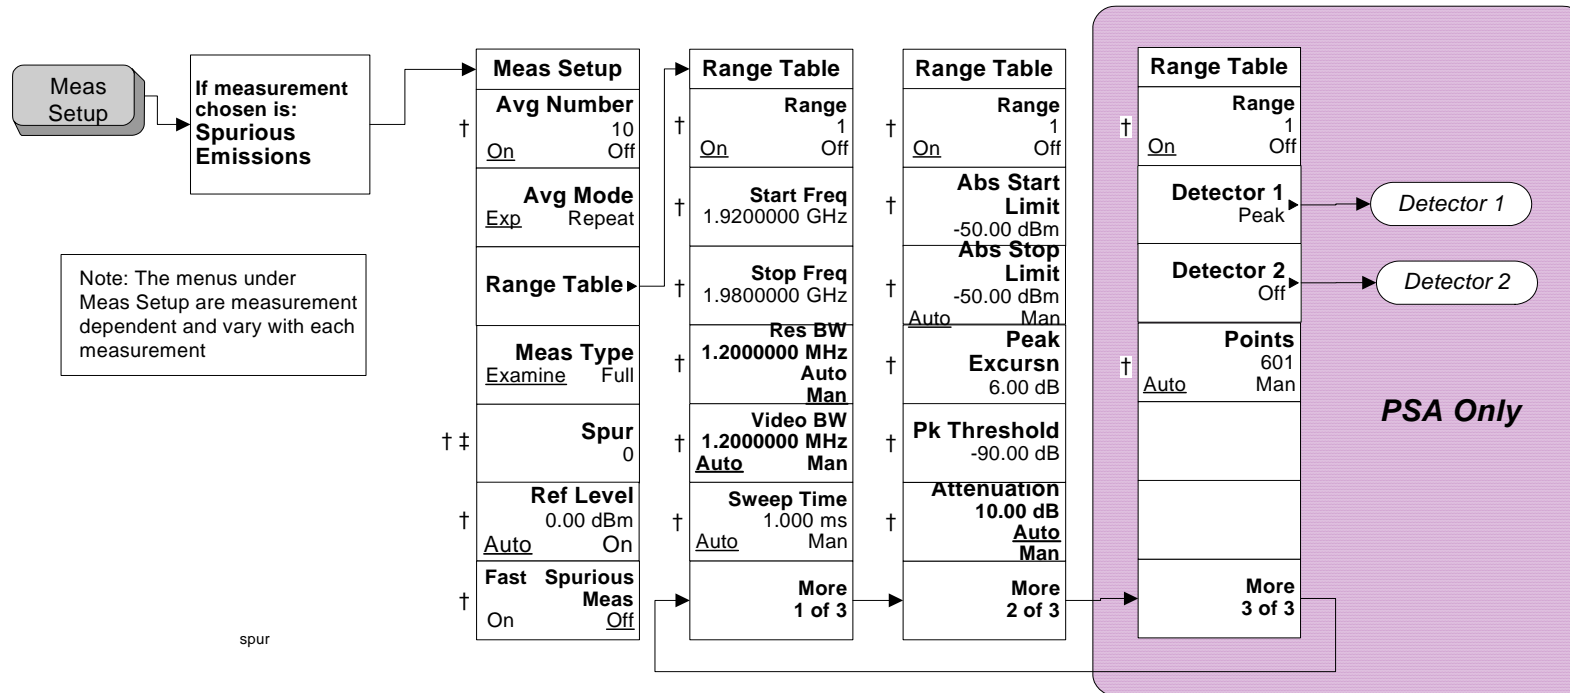 Meas
Setup
If measurement
chosen is:
Spurious
Emissions
Note: The menus under
Meas Setup are measurement
dependent and vary with each
measurement
spur
Meas Setup
†
Avg Number
10
On Off
Avg Mode
Exp Repeat
Range Table
Meas Type
Examine Full
† ‡
Spur
0
†
Ref Level
0.00 dBm
Auto On
†
Fast Spurious
Meas
On Off
Range Table
†
Range
1
On Off
†
Start Freq
1.9200000 GHz
†
Stop Freq
1.9800000 GHz
†
Res BW
1.2000000 MHz
Auto
Man
†
Video BW
1.2000000 MHz
Auto Man
†
Sweep Time
1.000 ms
Auto Man
More
1 of 3
Range Table
†
Range
1
On Off
†
Abs Start
Limit
-50.00 dBm
†
Abs Stop
Limit
-50.00 dBm
Auto Man
†
Peak
Excursn
6.00 dB
†
Pk Threshold
-90.00 dB
†
Attenuation
10.00 dB
Auto
Man
More
2 of 3
Range Table
†
Range
1
On Off
Detector 1
Peak
Detector 2
Off
†
Points
601
Auto Man
More
3 of 3
Detector 1
Detector 2
PSA Only